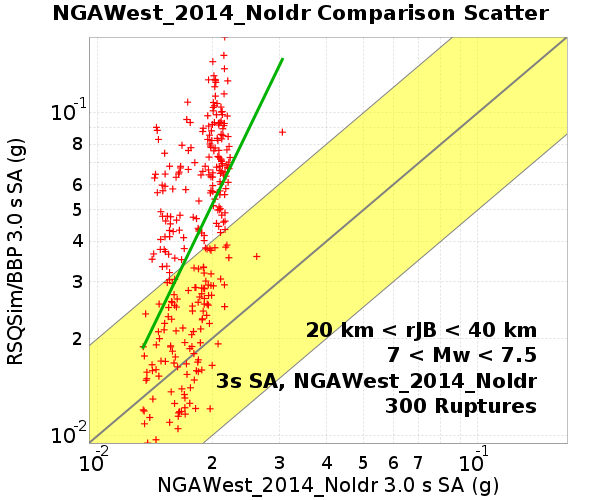 NGAWest_2014_NoIdr Comparison Scatter
RSQSim/BBP 3.0 s SA (g)
10-1
8
6
5
4
3
2
10-2
20 km < rJB < 40 km
7 < Mw < 7.5
3s SA, NGAWest_2014_NoIdr
300 Ruptures
10-2 2 3 4 5 6 7 10-1
NGAWest_2014_NoIdr 3.0 s SA (g)